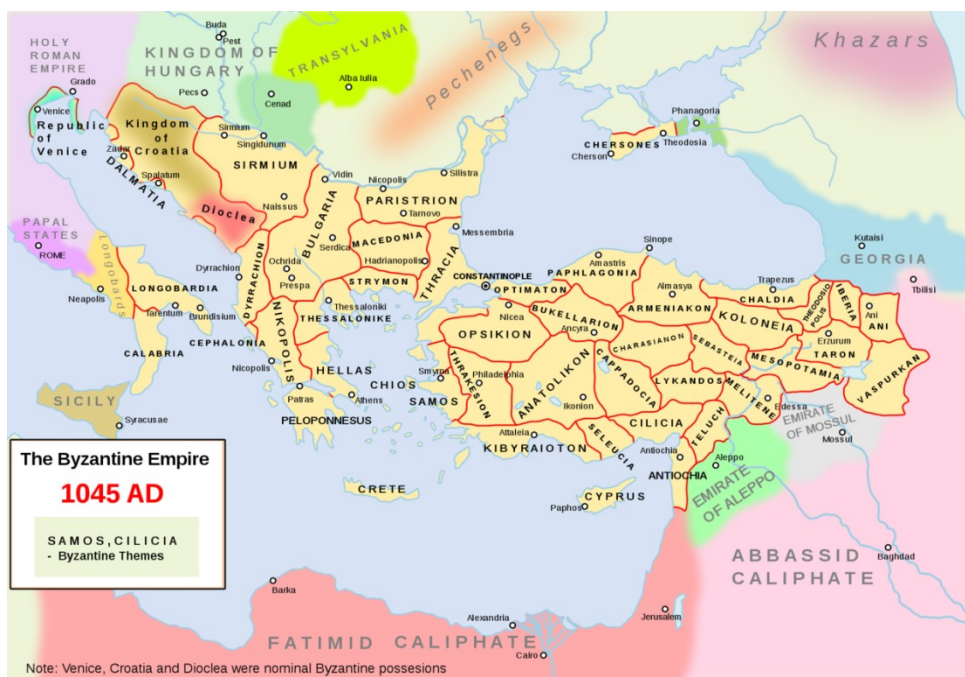 HOLY
ROMAN
EMPIRE
Grado
Venice
Republic
of
Venice
KINGDOM OF
HUNGARY
Buda
Pest
Pecs
Cenad
TRANSYLVANIA
Alba Iulia
Pechenegs
Khazars
Kingdom
of
Croatia
Zadar
Spalatum
DALMATIA
Sirmium
Singidunum
SIRMIUM
Naissus
Dioclea
Vidin
Nicopolis
Silistra
PARISTRION
Tarnovo
BULGARIA
Serdica
Ochrida
Prespa
MACEDONIA
Hadrianopolis
Messembria
THRACIA
STRYMON
Thessaloniki
THESSALONIKE
Dyrrachion
DYRRACHION
NIKOPOLIS
CEPHALONIA
Nicopolis
HELLAS
Patras
Athens
PELOPONNESUS
PAPAL
STATES
ROME
Longobards
Neapolis
LONGOBARDIA
Tarentum
Brundisium
CALABRIA
SICILY
Syracusae
CHERSONES
Cherson
Theodosia
Phanagoria
Kutaisi
GEORGIA
Tbilisi
CONSTANTINOPLE
OPTIMATON
Nicea
OPSIKION
BUKELLARION
Ancyra
PAPHLAGONIA
Amastris
Sinope
Almasya
ARMENIAKON
Trapezus
CHALDIA
KOLONEIA
THEODOSIO
POLIS
IBERIA
Ani
ANI
Erzurum
TARON
VASPURKAN
MESOPOTAMIA
SEBASTEIA
CHARSIANON
CAPPADOCIA
LYKANDOS
MELITENE
Edessa
EMIRATE
OF MOSSUL
Mossul
Smyrna
THRAKESION
Philadelphia
ANATOLIKON
Ikonion
CHIOS
SAMOS
Attaleia
KIBYRAIOTON
SELEUCIA
CILICIA
TELUCH
Antiochia
ANTIOCHIA
Aleppo
EMIRATE
OF ALEPPO
CRETE
CYPRUS
Paphos
ABBASSID
CALIPHATE
Baghdad
Barka
Alexandria
Cairo
Jerusalem
FATIMID CALIPHATE
The Byzantine Empire
1045 AD
SAMOS, CILICIA
- Byzantine Themes
Note: Venice, Croatia and Dioclea were nominal Byzantine possesions